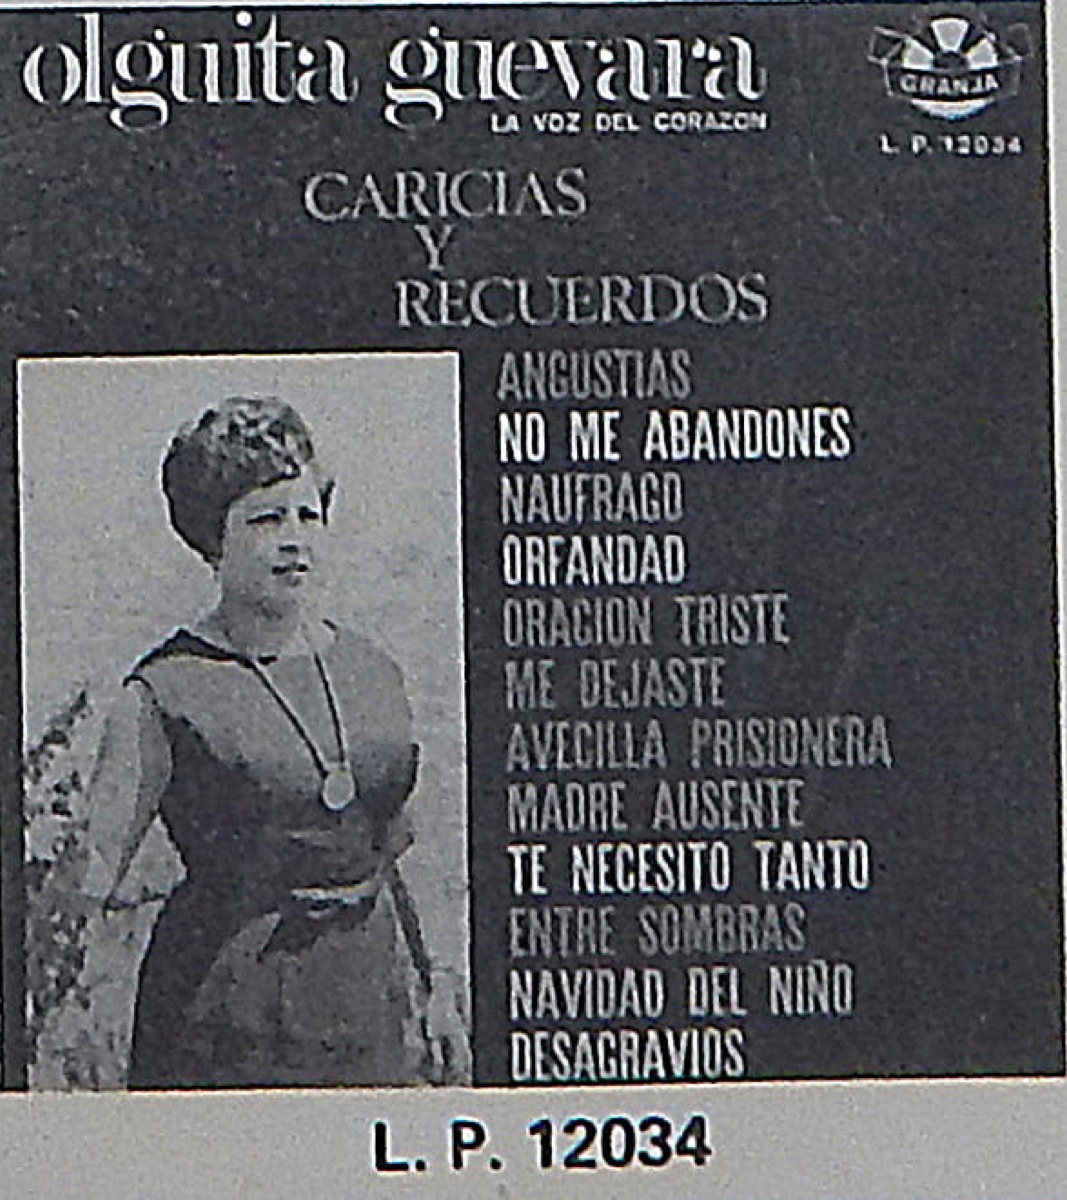 olguita guevara
LA VOZ DEL CORAZON
GRANJA
L. P. 12034
CARICIAS
Y
RECUERDOS
ANGUSTIAS
NO ME ABANDONES
NAUFRAGO
ORFANDAD
ORACION TRISTE
ME DEJASTE
AVECILLA PRISIONERA
MADRE AUSENTE
TE NECESITO TANTO
ENTRE SOMBRAS
NAVIDAD DEL NIÑO
DESAGRAVIOS
L. P. 12034